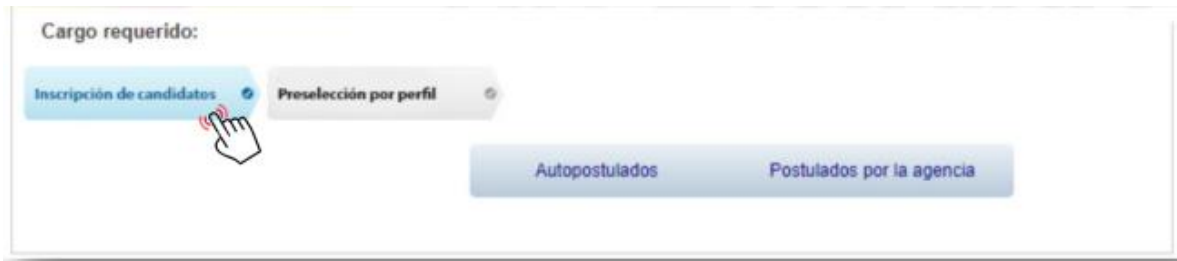 Cargo requerido:
Inscripción de candidatos Preselección por perfil
Autopostulados Postulados por la agencia